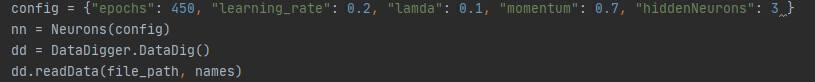 config = {"epochs": 450, "learning_rate": 0.2, "lamda": 0.1, "momentum": 0.7, "hiddenNeurons": 3 }
nn = Neurons(config)
dd = DataDigger.DataDig()
dd.readData(file_path, names)